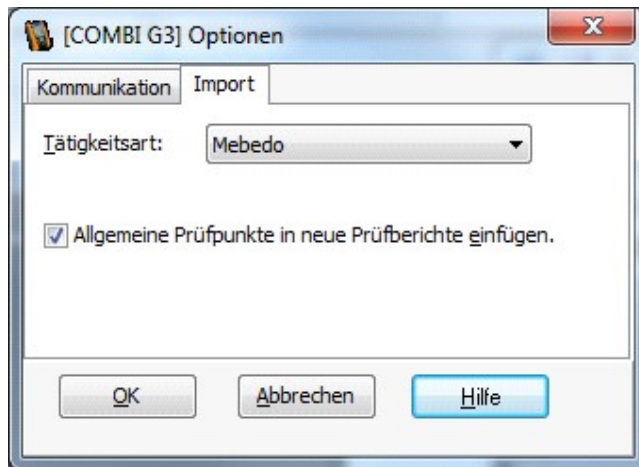 [COMBI G3] Optionen
Kommunikation Import
Tätigkeitsart: Mebedo
Allgemeine Prüfpunkte in neue Prüfberichte einfügen.
OK Abbrechen Hilfe